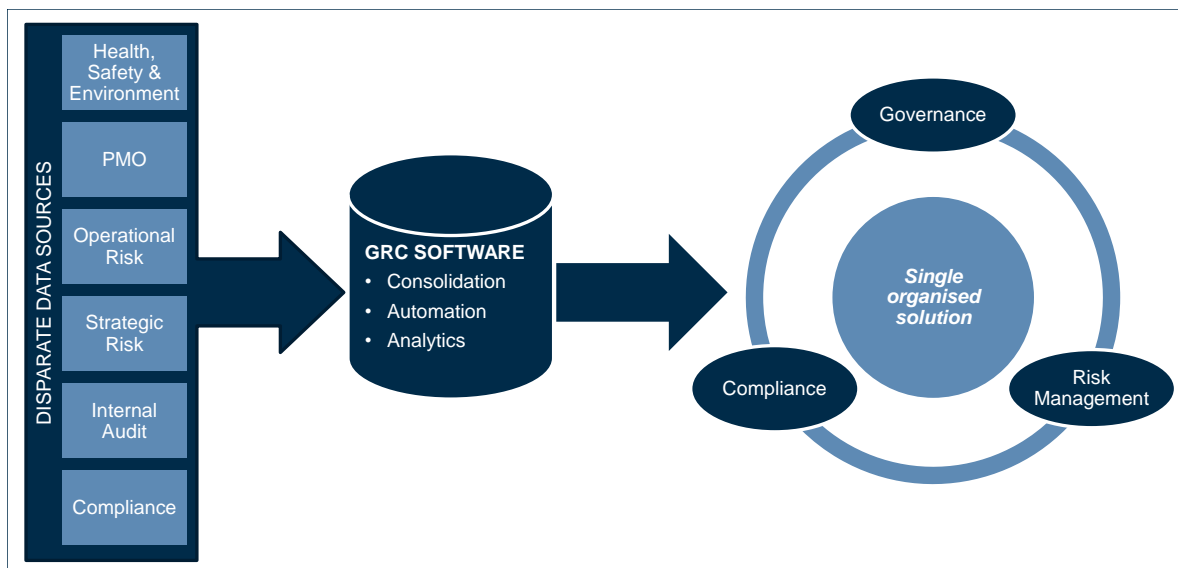 DISPARATE DATA SOURCES
Health,
Safety &
Environment
PMO
Operational
Risk
Strategic
Risk
Internal
Audit
Compliance
GRC SOFTWARE
• Consolidation
• Automation
• Analytics
Governance
Single
organised
solution
Compliance
Risk
Management